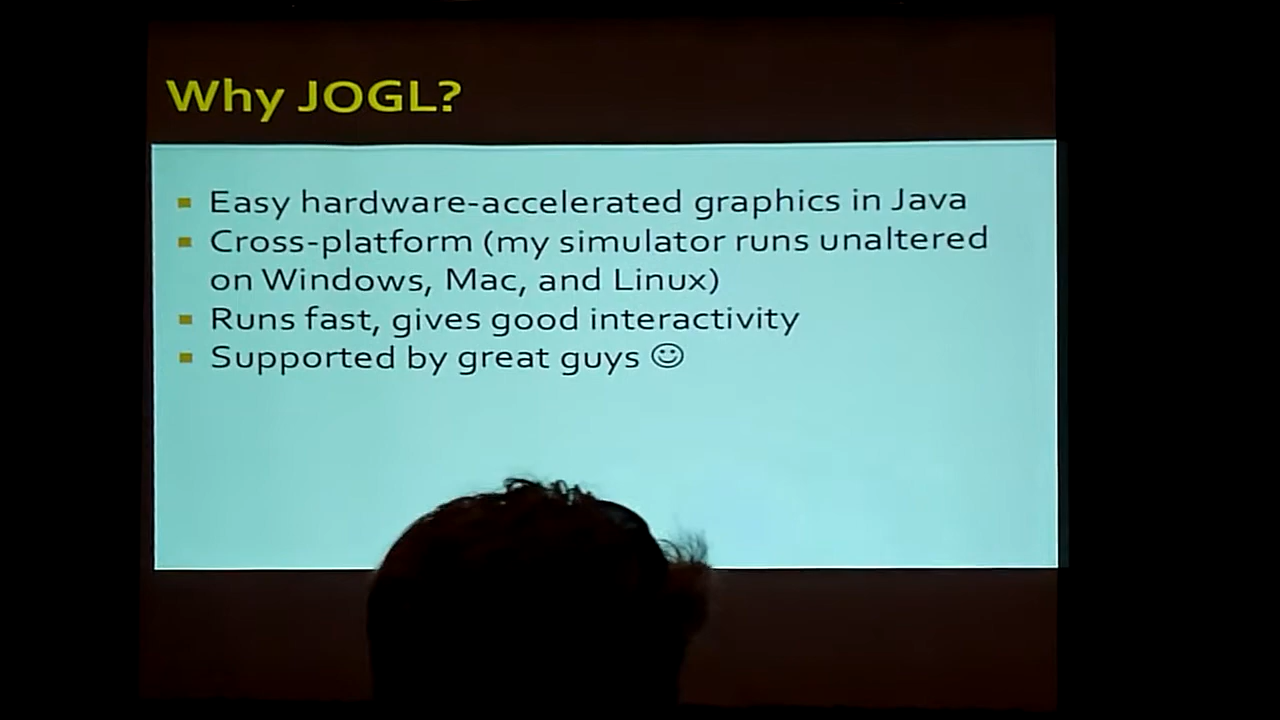 Why JOGL?
Easy hardware-accelerated graphics in Java
Cross-platform (my simulator runs unaltered
on Windows, Mac, and Linux)
Runs fast, gives good interactivity
Supported by great guys ☺